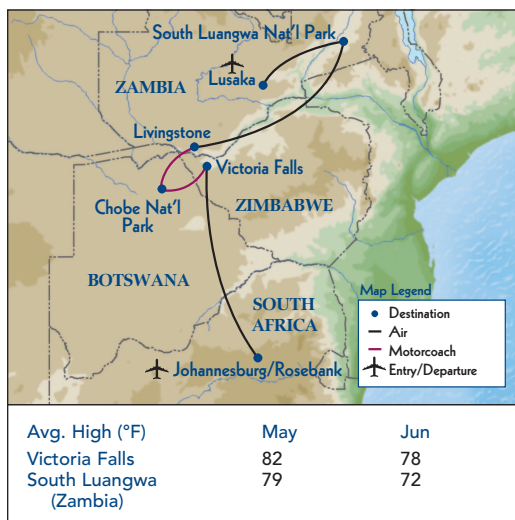 South Luangwa Nat'l Park
Lusaka
ZAMBIA
Livingstone
Victoria Falls
Chobe Nat'l
Park
ZIMBABWE
BOTSWANA
SOUTH
AFRICA
Johannesburg/Rosebank
Map Legend
Destination
Air
Motorcoach
Entry/Departure
Avg. High (°F) May Jun
Victoria Falls 82 78
South Luangwa 79 72
(Zambia)